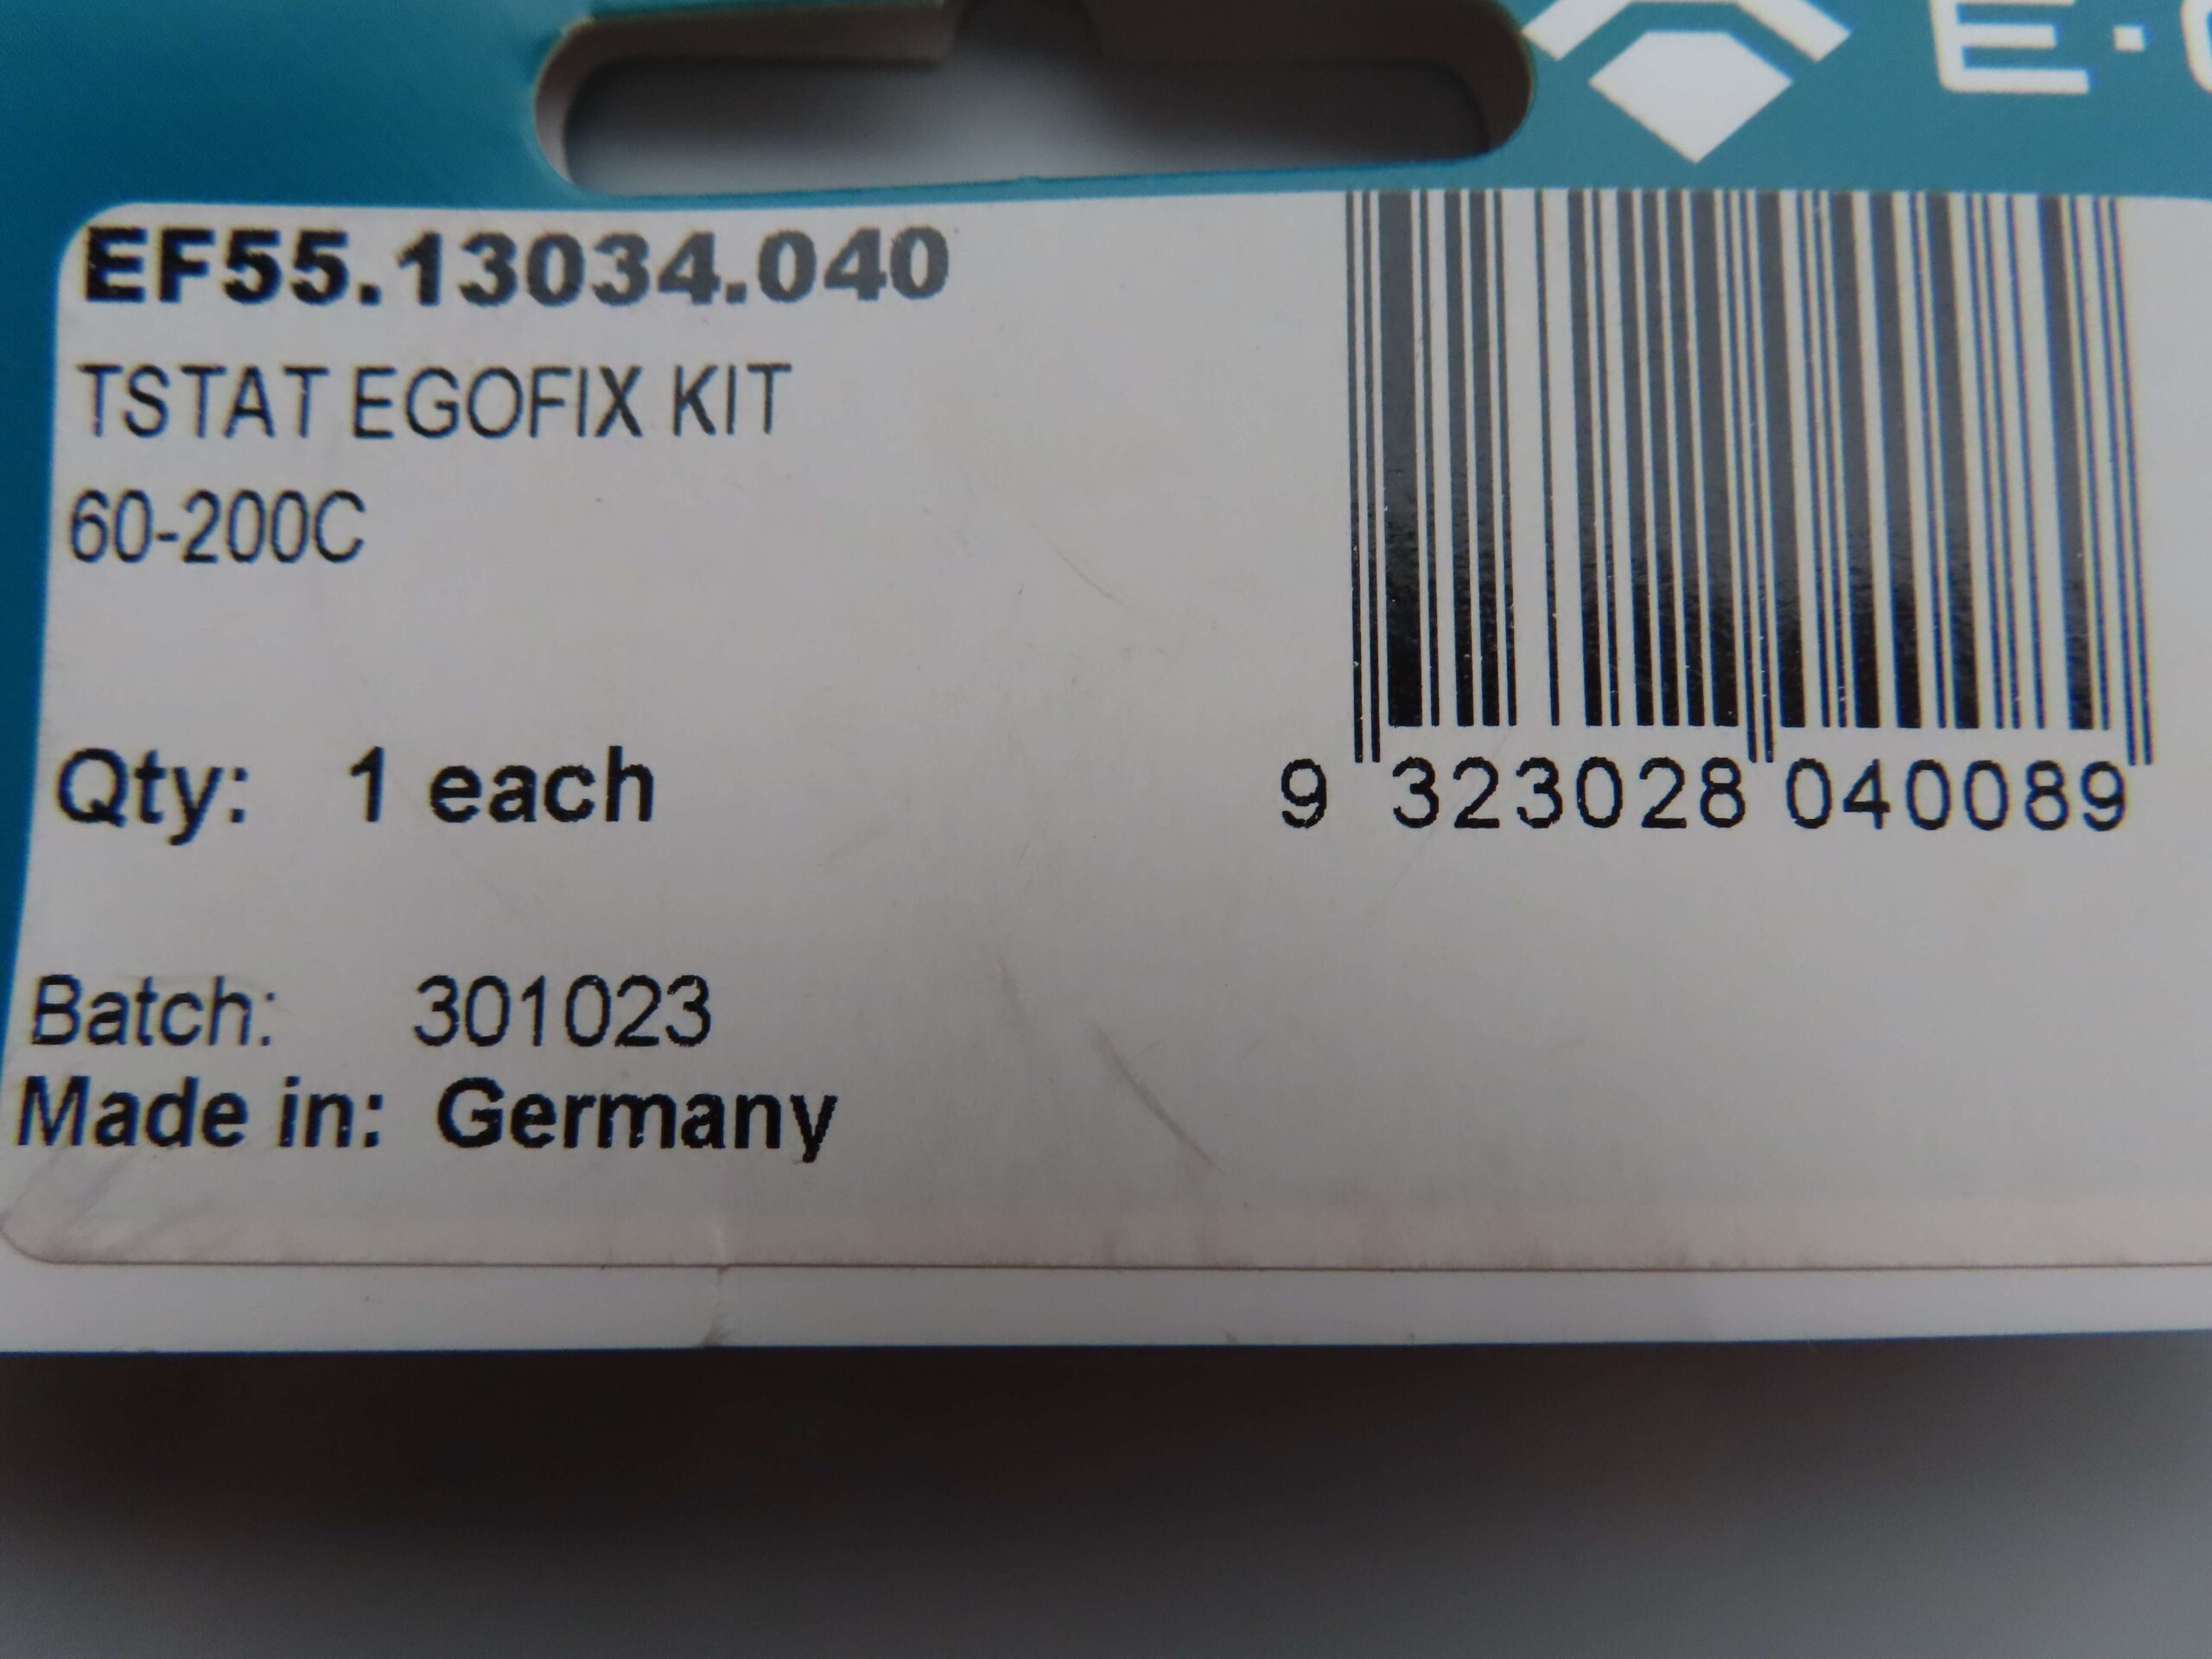 E.
EF55.13034.040
TSTAT EGOFIX KIT
60-200C
Qty: 1 each
9 323028 040089
Batch: 301023
Made in: Germany